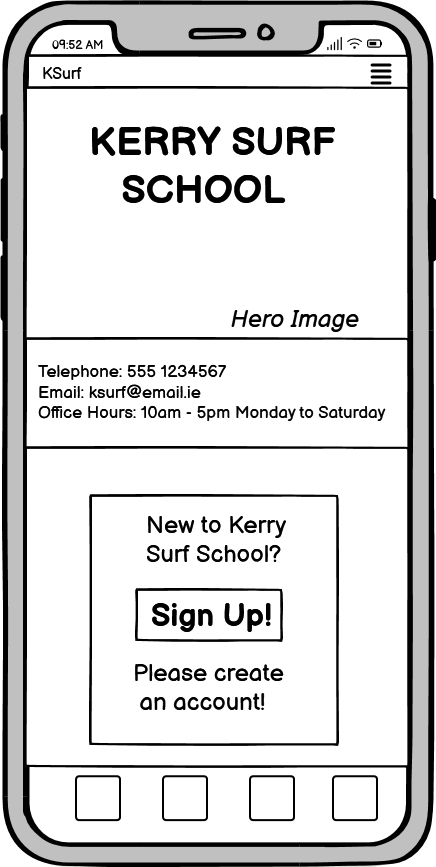 09:52 AM
KSurf
KERRY SURF
SCHOOL
Hero Image
Telephone: 555 1234567
Email: ksurf@email.ie
Office Hours: 10am - 5pm Monday to Saturday
New to Kerry
Surf School?
Sign Up!
Please create
an account!